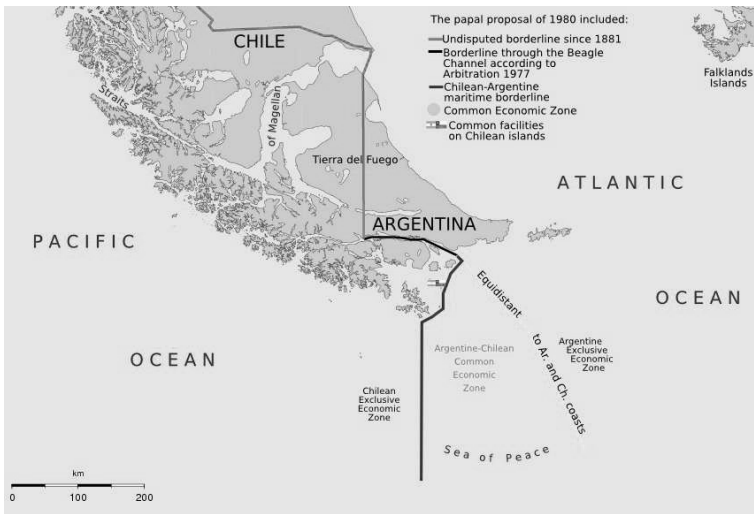 The papal proposal of 1980 included:
Undisputed borderline since 1881
Borderline through the Beagle
Channel according to
Arbitration 1977
Chilean-Argentine
maritime borderline
Common Economic Zone
Common facilities
on Chilean islands
Falklands
Islands
CHILE
Straits
of Magellan
Tierra del Fuego
ATLANTIC
ARGENTINA
PACIFIC
OCEAN
Equidistant
to Ar. and Ch. coasts
Argentine
Exclusive
Economic
Zone
Argentine-Chilean
Common
Economic
Zone
OCEAN
Chilean
Exclusive
Economic
Zone
Sea of Peace
km
0 100 200